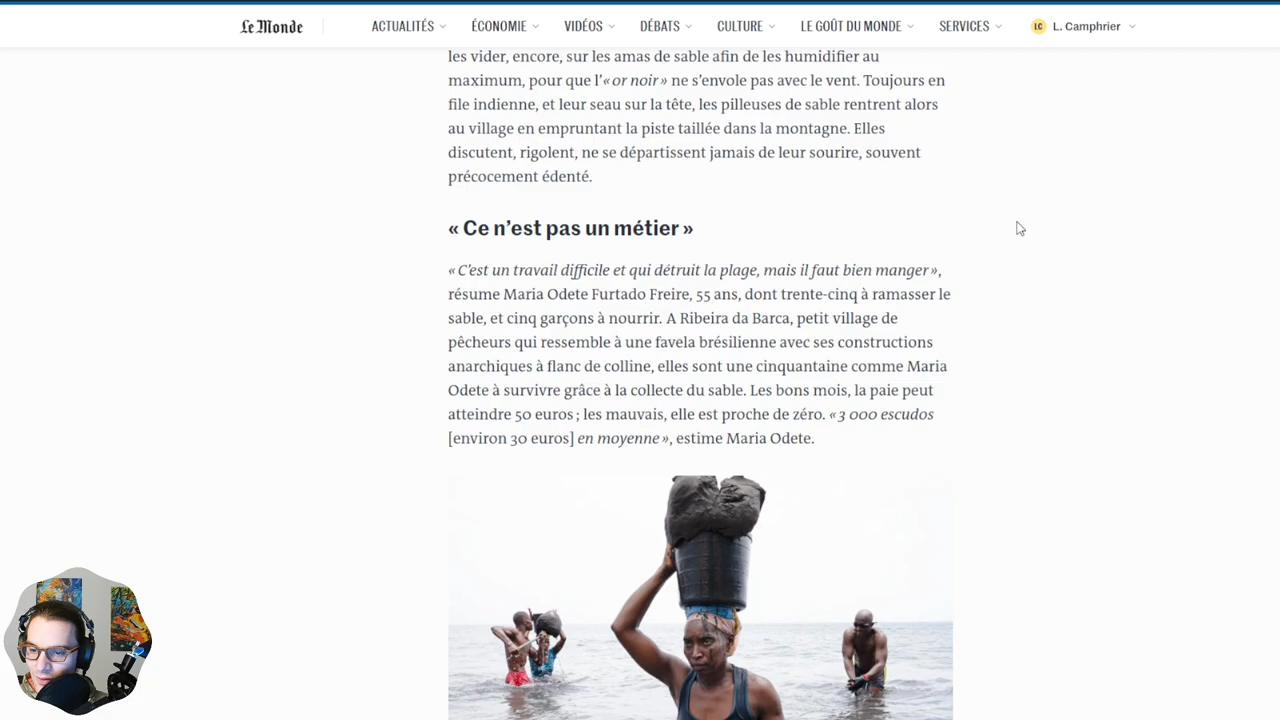 Le Monde
ACTUALITÉS
ÉCONOMIE
VIDÉOS
DÉBATS
CULTURE
LE GOÛT DU MONDE
SERVICES
LC
L. Camphrier
les vider, encore, sur les amas de sable afin de les humidifier au
maximum, pour que l’« or noir » ne s’envole pas avec le vent. Toujours en
file indienne, et leur seau sur la tête, les pilleuses de sable rentrent alors
au village en empruntant la piste taillée dans la montagne. Elles
discutent, rigolent, ne se départissent jamais de leur sourire, souvent
précocement édenté.
« Ce n’est pas un métier »
« C’est un travail difficile et qui détruit la plage, mais il faut bien manger »,
résume Maria Odete Furtado Freire, 55 ans, dont trente-cinq à ramasser le
sable, et cinq garçons à nourrir. A Ribeira da Barca, petit village de
pêcheurs qui ressemble à une favela brésilienne avec ses constructions
anarchiques à flanc de colline, elles sont une cinquantaine comme Maria
Odete à survivre grâce à la collecte du sable. Les bons mois, la paie peut
atteindre 50 euros ; les mauvais, elle est proche de zéro. « 3 000 escudos
[environ 30 euros] en moyenne », estime Maria Odete.